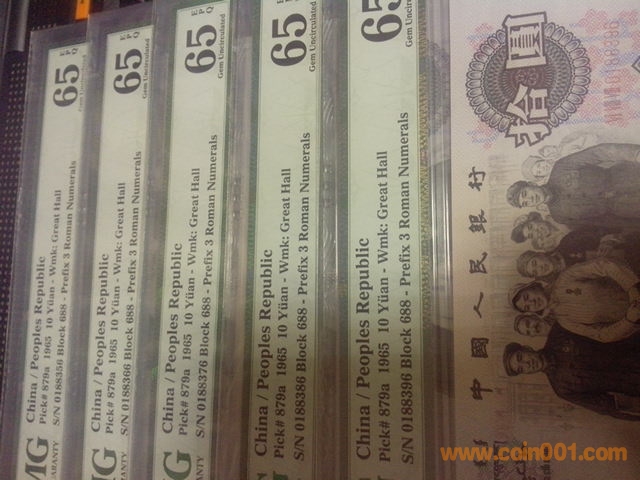 MG
China / Peoples Republic
Pick# 879a 1965 10 Yüan - Wmk: Great Hall
S/N 0188356 Block 688 - Prefix 3 Roman Numerals
65 EPQ
Gem Uncirculated
MG
China / Peoples Republic
Pick# 879a 1965 10 Yüan - Wmk: Great Hall
S/N 0188366 Block 688 - Prefix 3 Roman Numerals
65 EPQ
Gem Uncirculated
MG
China / Peoples Republic
Pick# 879a 1965 10 Yüan - Wmk: Great Hall
S/N 0188376 Block 688 - Prefix 3 Roman Numerals
65 EPQ
Gem Uncirculated
China / Peoples Republic
Pick# 879a 1965 10 Yüan - Wmk: Great Hall
S/N 0188386 Block 688 - Prefix 3 Roman Numerals
65
Gem Uncirculated
China / Peoples Republic
Pick# 879a 1965 10 Yüan - Wmk: Great Hall
S/N 0188396 Block 688 - Prefix 3 Roman Numerals
65
Gem Uncirculated
中國人民銀行
拾圆
www.coin001.com